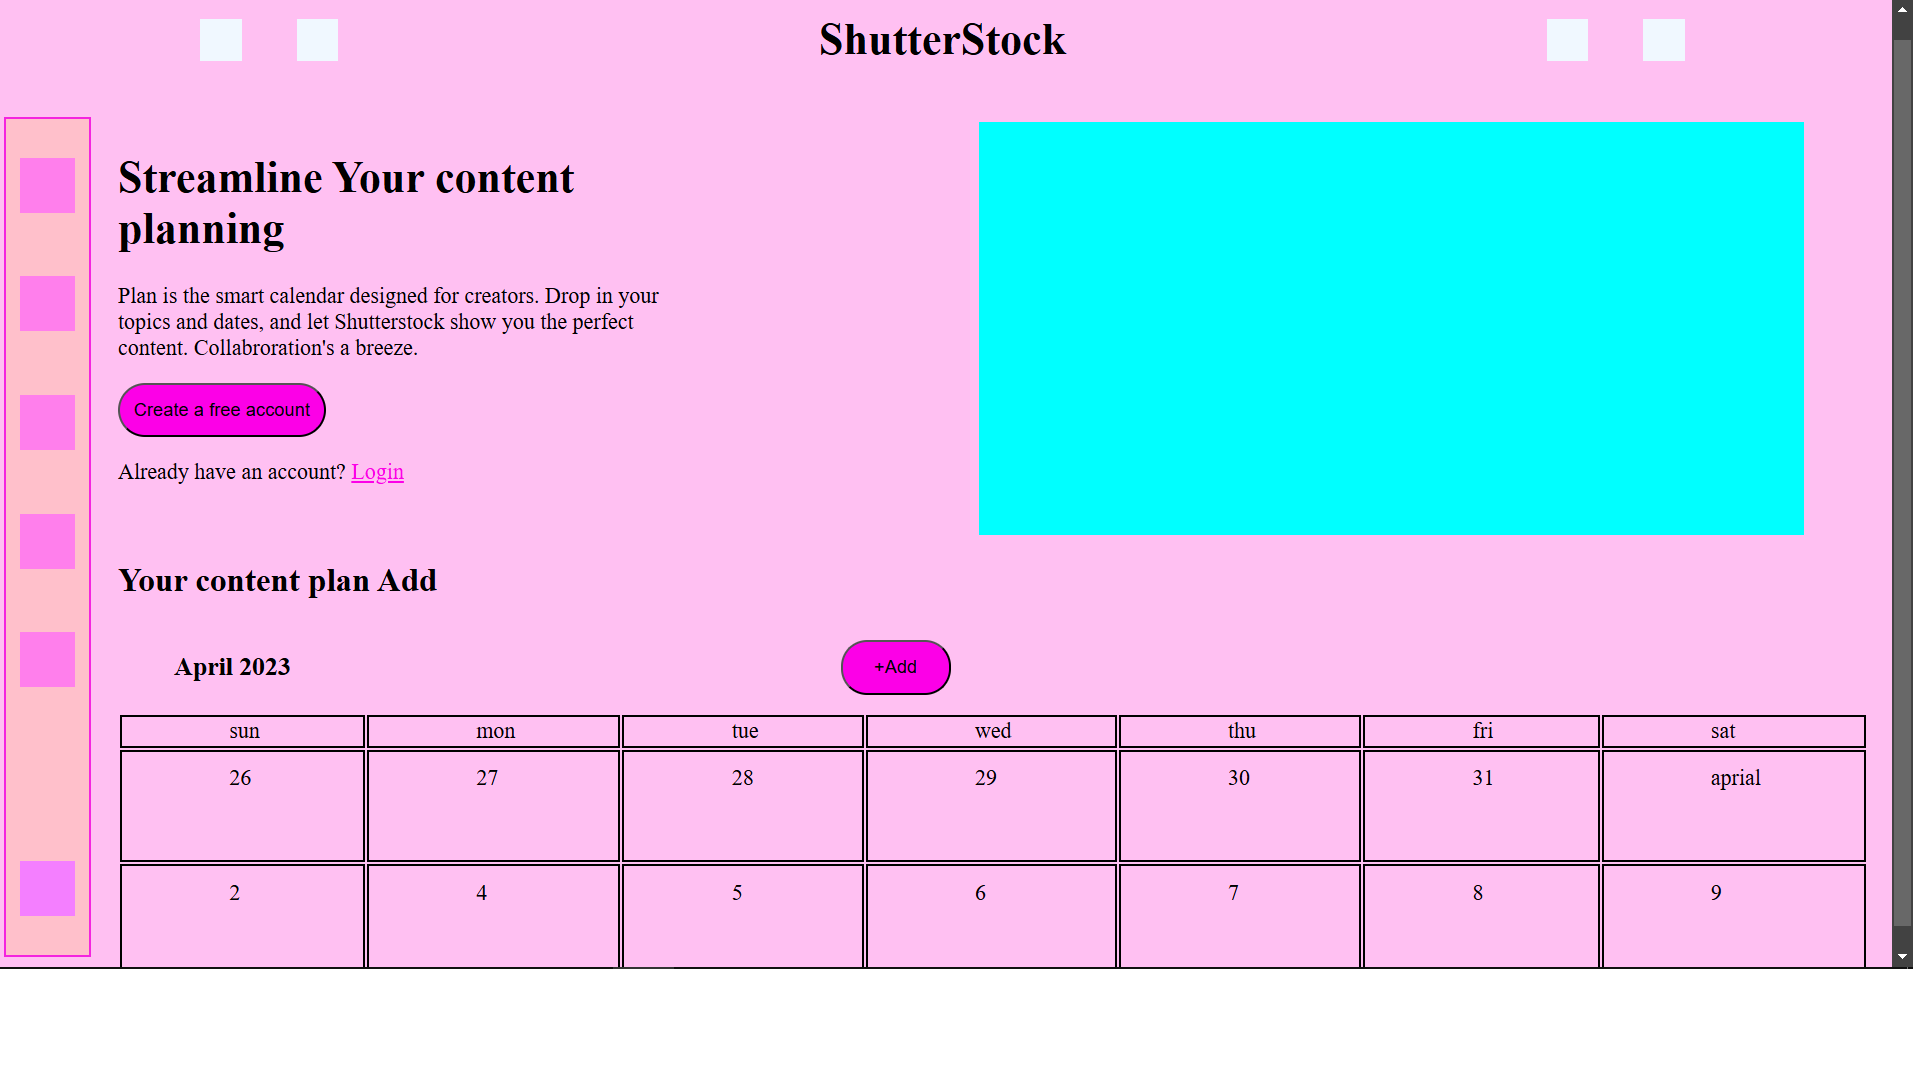 ShutterStock
Streamline Your content
planning
Plan is the smart calendar designed for creators. Drop in your
topics and dates, and let Shutterstock show you the perfect
content. Collabroration's a breeze.
Create a free account
Already have an account? Login
Your content plan Add
April 2023
+Add
sun mon tue wed thu fri sat
26 27 28 29 30 31 aprial
2 4 5 6 7 8 9